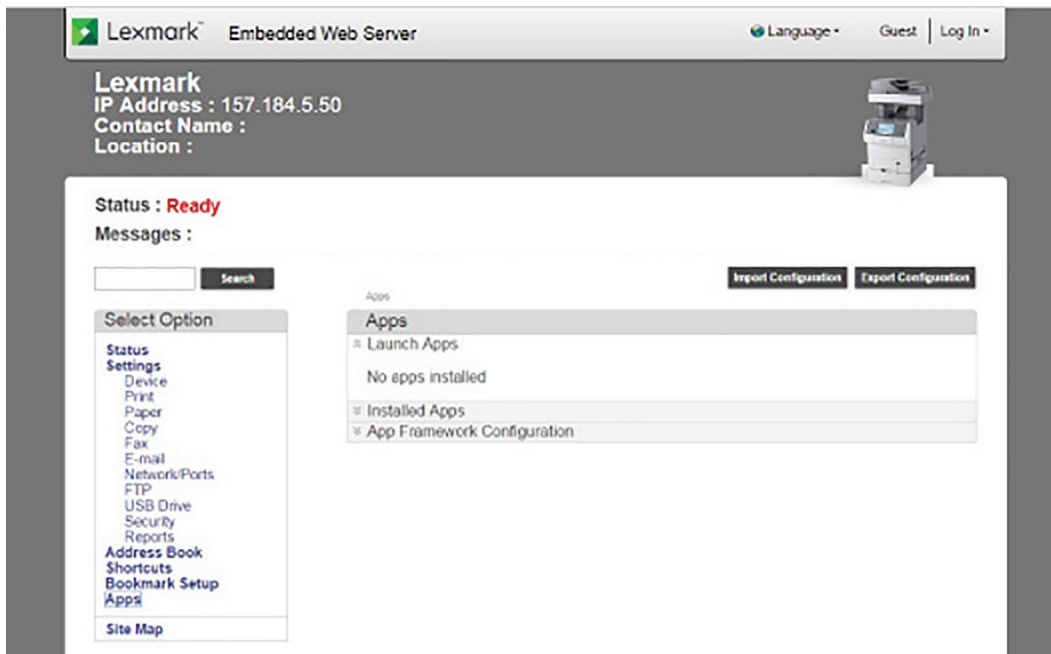 Lexmark™ Embedded Web Server Language Guest Log In
Lexmark
IP Address : 157.184.5.50
Contact Name :
Location :
Status : Ready
Messages :
Search
Import Configuration Export Configuration
Apps
Select Option
Status
Settings
Device
Print
Paper
Copy
Fax
E-mail
Network/Ports
FTP
USB Drive
Security
Reports
Address Book
Shortcuts
Bookmark Setup
Apps
Site Map
Apps
Launch Apps
No apps installed
Installed Apps
App Framework Configuration